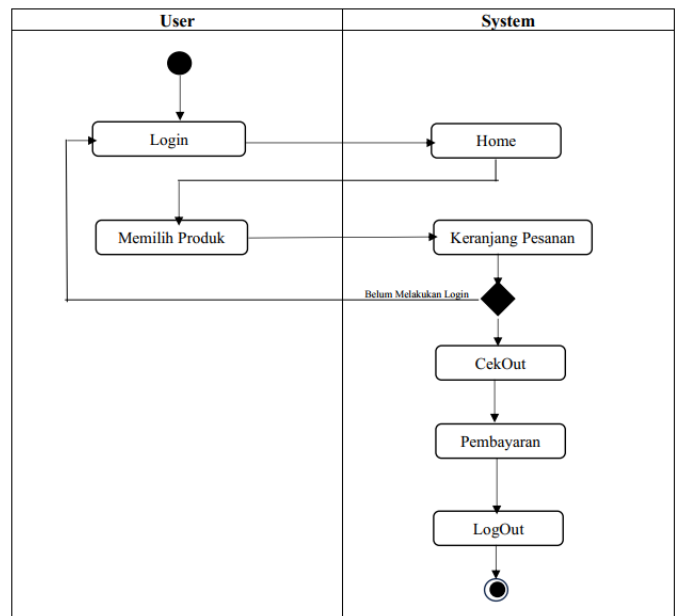 User
System
Login
Home
Memilih Produk
Keranjang Pesanan
Belum Melakukan Login
CekOut
Pembayaran
LogOut